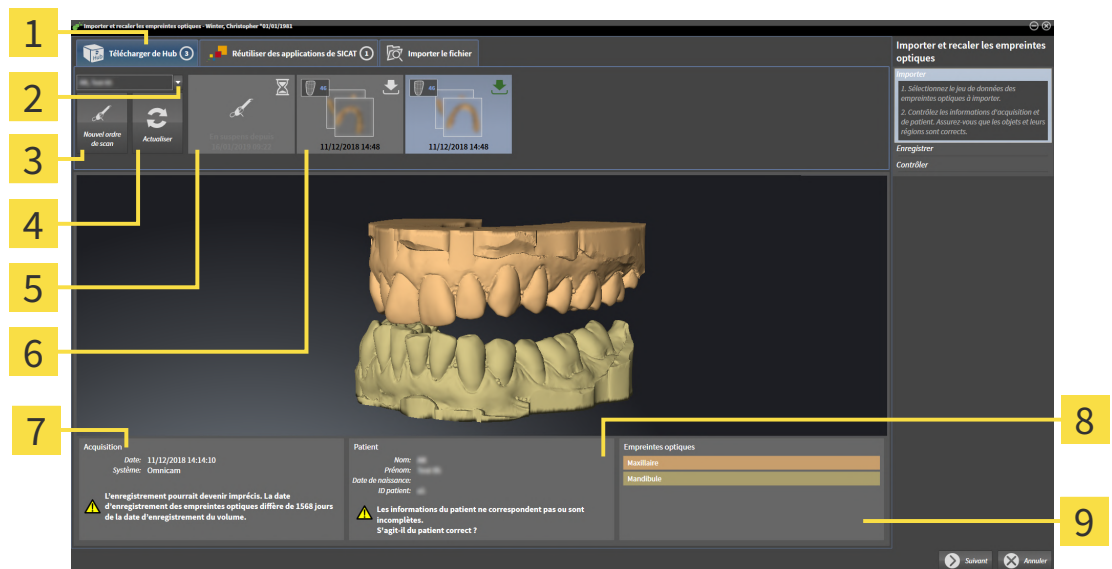 Importer et recaler les empreintes optiques - Winter, Christopher *01/01/1981
1
Télécharger de Hub 3
Réutiliser des applications de SICAT 1
Importer le fichier
2
3
4
5
6
7
8
9
Nouvel ordre
de scan
Actualiser
46
11/12/2018 14:48
46
11/12/2018 14:48
Importer et recaler les empreintes
optiques
Importer
1. Sélectionnez le jeu de données des
empreintes optiques à importer.
2. Contrôlez les informations d'acquisition et
de patient. Assurez-vous que les objets et leurs
régions sont corrects.
Enregistrer
Contrôler
Acquisition
Date: 11/12/2018 14:14:10
Système: Omnicam
L'enregistrement pourrait devenir imprécis. La date
d'enregistrement des empreintes optiques diffère de 1568 jours
de la date d'enregistrement du volume.
Patient
Nom:
Prénom:
Date de naissance:
ID patient:
Les informations du patient ne correspondent pas ou sont
incomplètes.
S'agit-il du patient correct ?
Empreintes optiques
Maxillaire
Mandibule
Suivant
Annuler